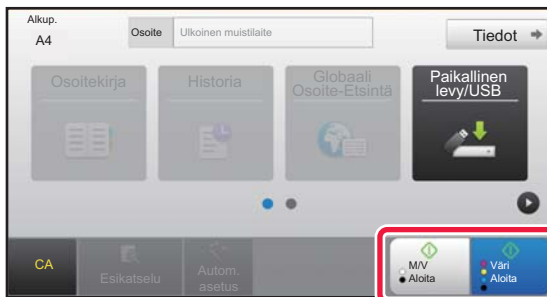 Alkup.
A4
Osoite
Ulkoinen muistilaite
Tiedot
Osoitekirja
Historia
Globaali
Osoite-Etsintä
Paikallinen
levy/USB
CA
Esikatselu
Autom.
asetus
M/V
Aloita
Väri
Aloita